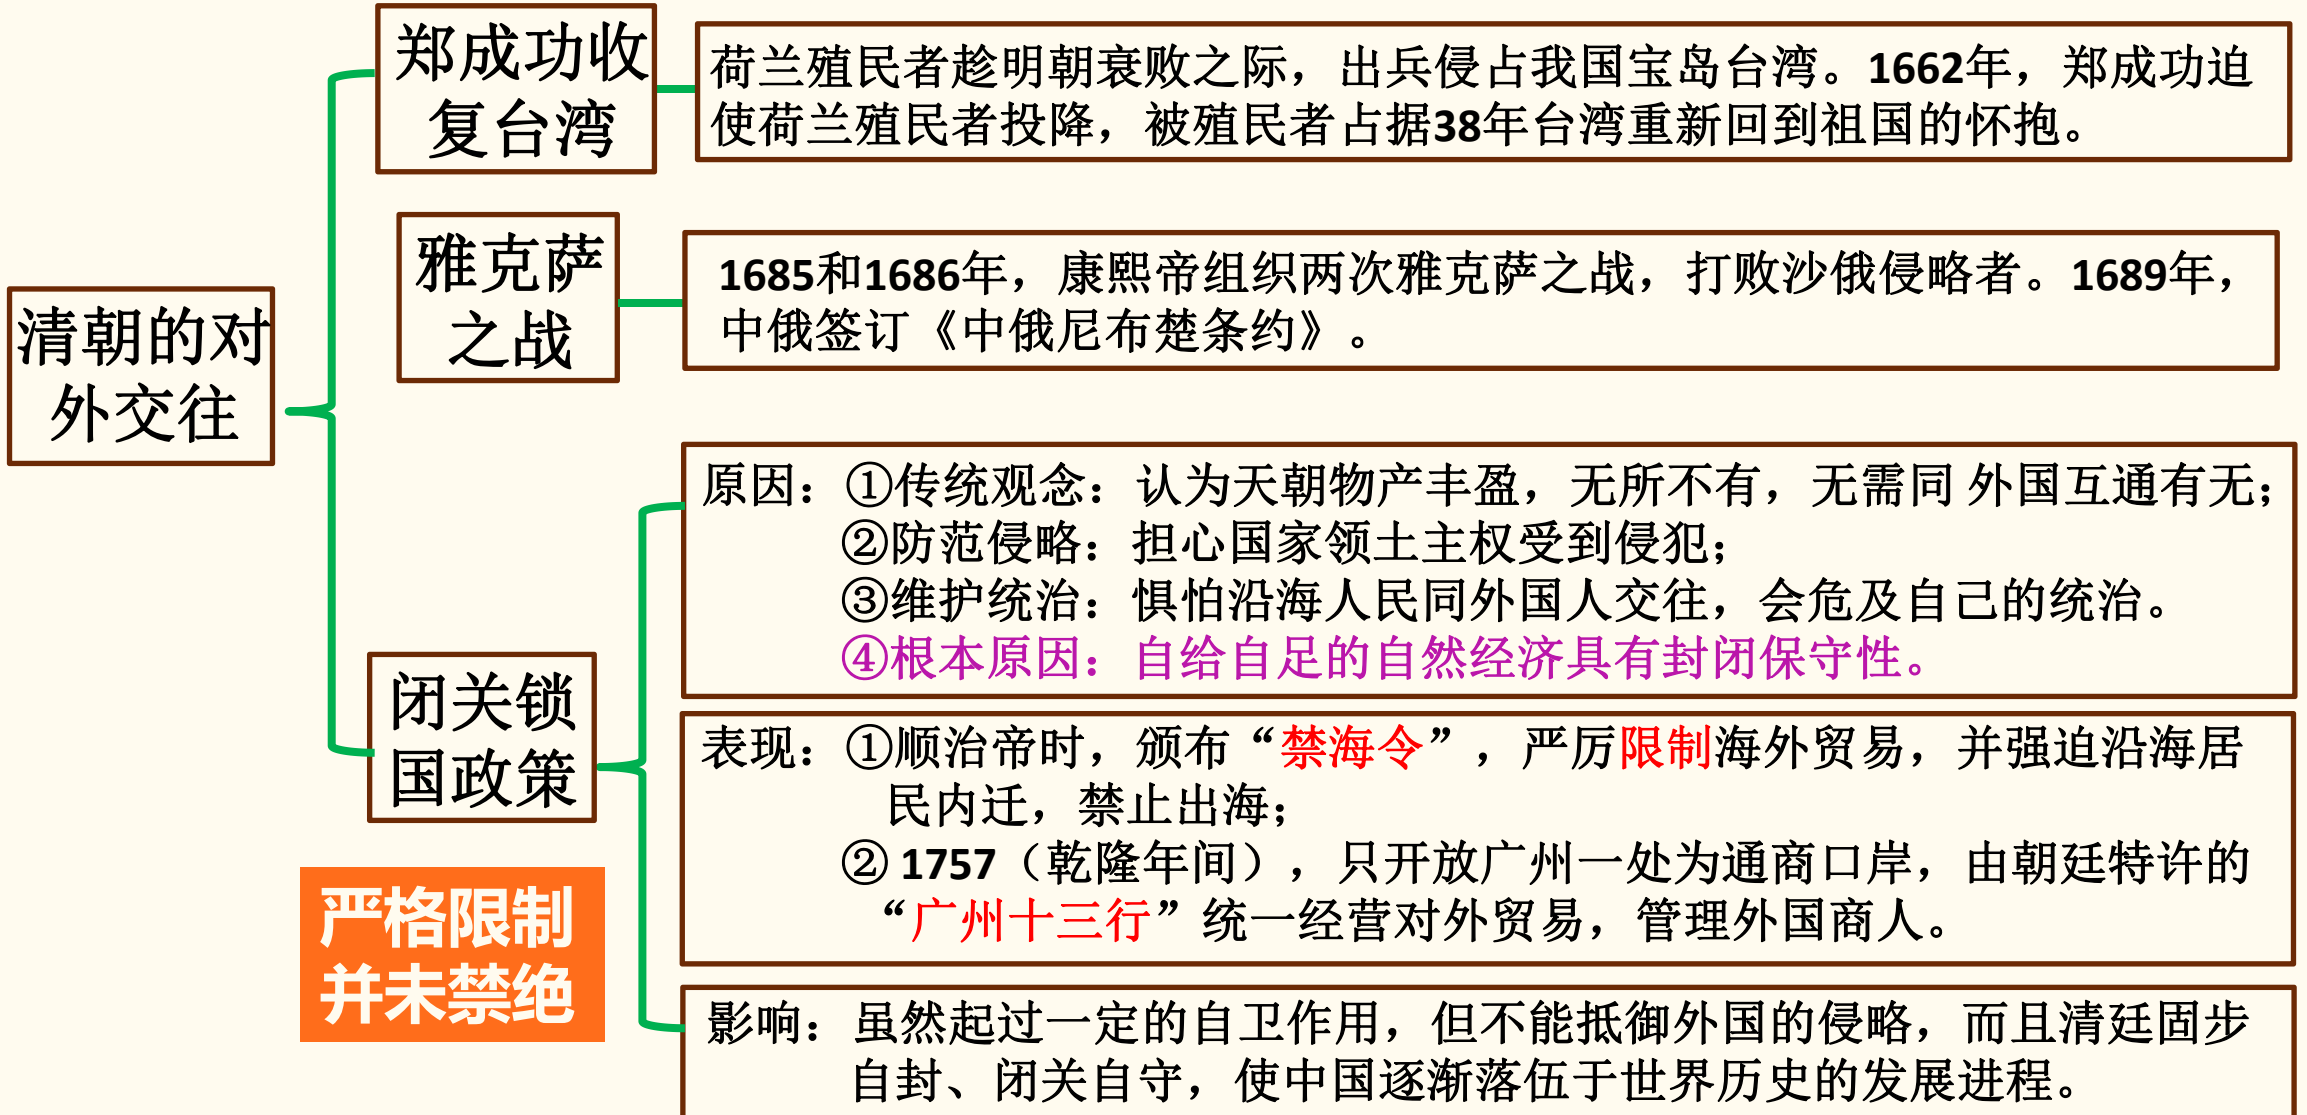 清朝的对
外交往
郑成功收
复台湾
荷兰殖民者趁明朝衰败之际，出兵侵占我国宝岛台湾。1662年，郑成功迫
使荷兰殖民者投降，被殖民者占据38年台湾重新回到祖国的怀抱。
雅克萨
之战
1685和1686年，康熙帝组织两次雅克萨之战，打败沙俄侵略者。1689年，
中俄签订《中俄尼布楚条约》。
闭关锁
国政策
严格限制
并未禁绝
原因：①传统观念：认为天朝物产丰盈，无所不有，无需同 外国互通有无；
②防范侵略：担心国家领土主权受到侵犯；
③维护统治：惧怕沿海人民同外国人交往，会危及自己的统治。
④根本原因：自给自足的自然经济具有封闭保守性。
表现：①顺治帝时，颁布“禁海令”，严厉限制海外贸易，并强迫沿海居
民内迁，禁止出海；
② 1757（乾隆年间），只开放广州一处为通商口岸，由朝廷特许的
“广州十三行”统一经营对外贸易，管理外国商人。
影响：虽然起过一定的自卫作用，但不能抵御外国的侵略，而且清廷固步
自封、闭关自守，使中国逐渐落伍于世界历史的发展进程。